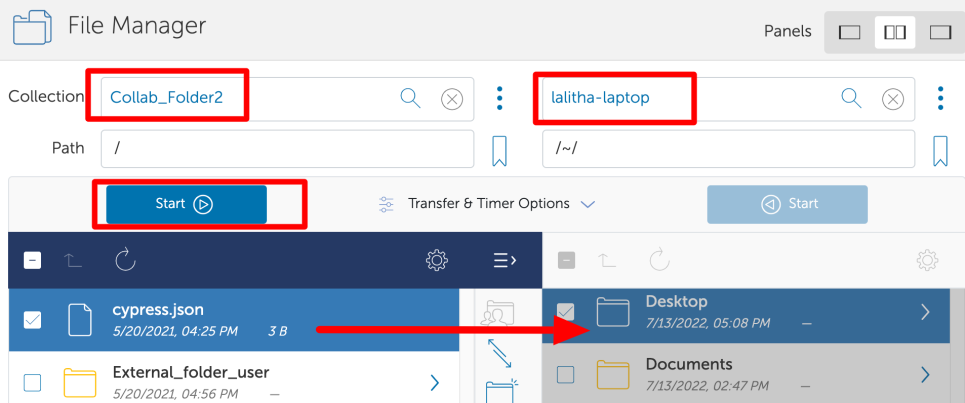 File Manager
Panels
Collection
Collab_Folder2
lalitha-laptop
Path
/
/~/
Start
Transfer & Timer Options
Start
cypress.json
5/20/2021, 04:25 PM 3 B
Desktop
7/13/2022, 05:08 PM —
External_folder_user
5/20/2021, 04:56 PM —
Documents
7/13/2022, 02:47 PM —